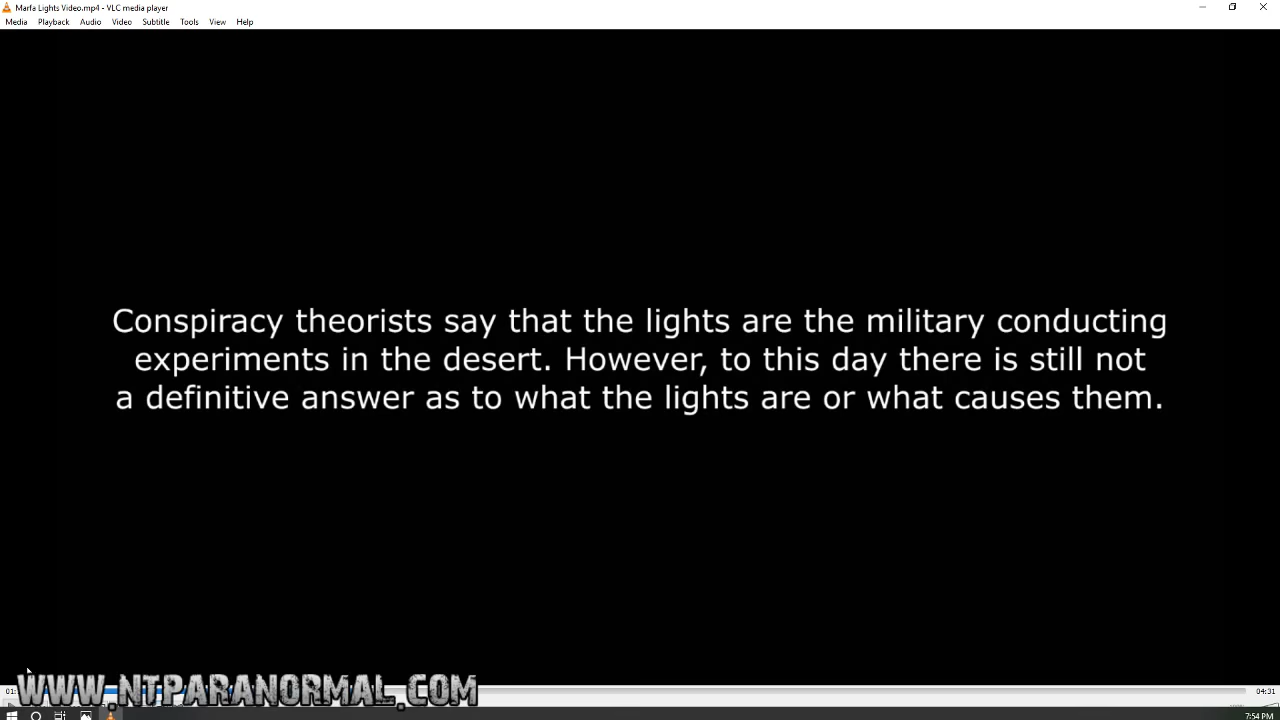 Marfa Lights Video.mp4 - VLC media player
Media Playback Audio Video Subtitle Tools View Help
Conspiracy theorists say that the lights are the military conducting
experiments in the desert. However, to this day there is still not
a definitive answer as to what the lights are or what causes them.
WWW.NTPARANORMAL.COM
04:31
7:54 PM